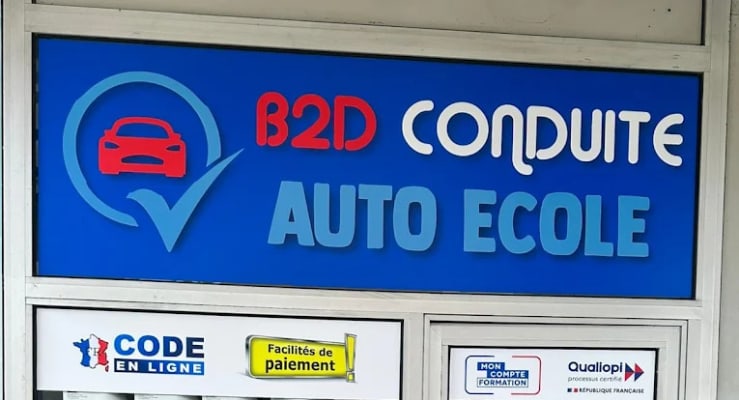 B2D CONDUITE
AUTO ECOLE
CODE
EN LIGNE
Facilités de
paiement !
MON
COMPTE
FORMATION
Qualiopi
processus certifié
RÉPUBLIQUE FRANÇAISE